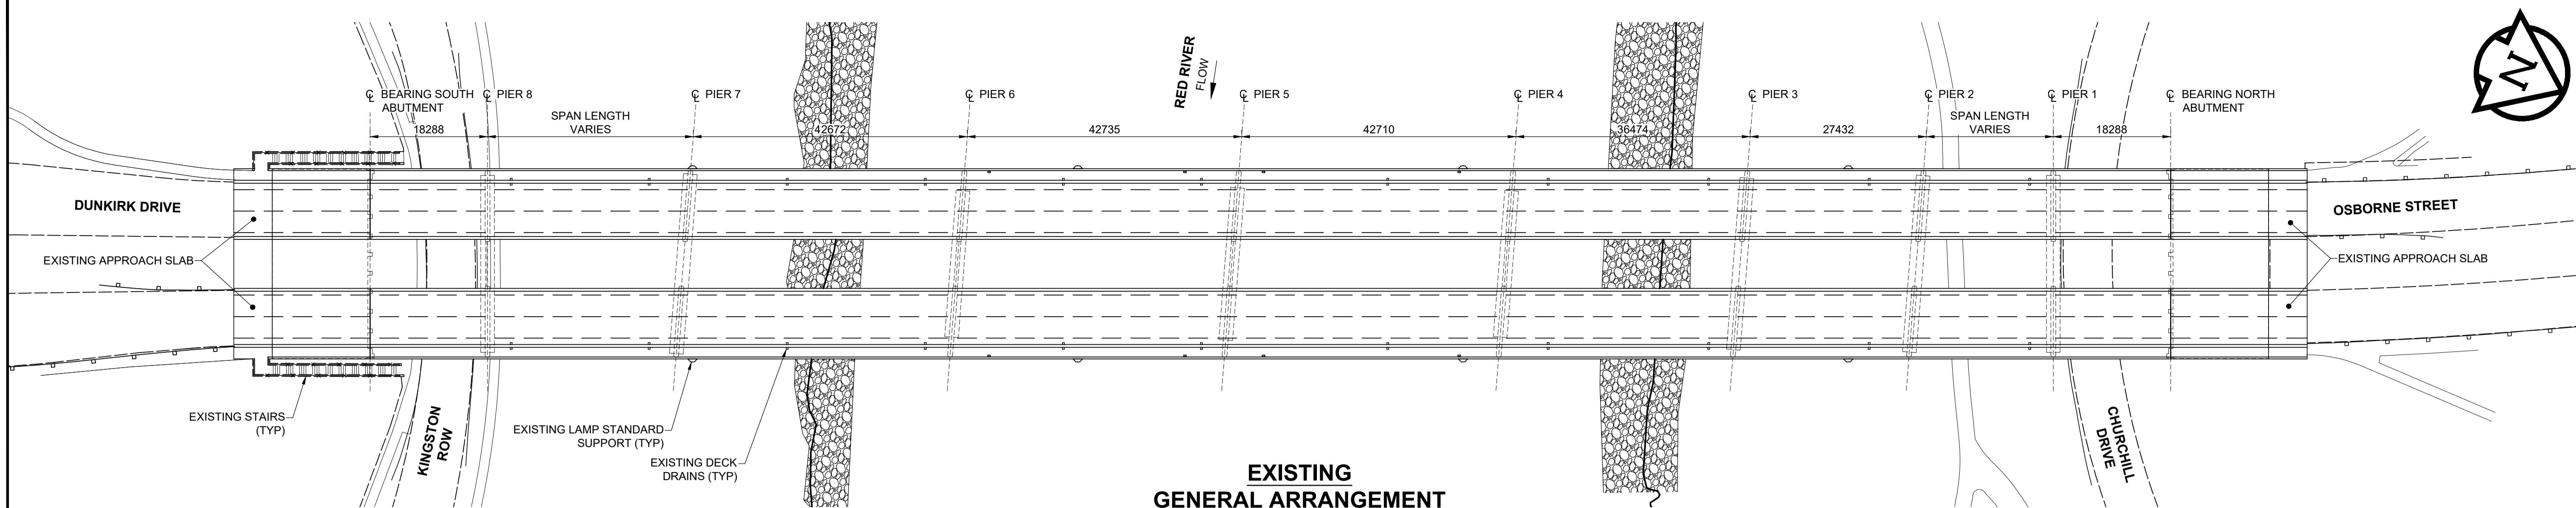 RED RIVER
FLOW
N
℄ BEARING SOUTH
ABUTMENT
℄ PIER 8
℄ PIER 7
℄ PIER 6
℄ PIER 5
℄ PIER 4
℄ PIER 3
℄ PIER 2
℄ PIER 1
℄ BEARING NORTH
ABUTMENT
18288
SPAN LENGTH
VARIES
42672
42735
42710
36474
27432
SPAN LENGTH
VARIES
18288
DUNKIRK DRIVE
OSBORNE STREET
EXISTING APPROACH SLAB
EXISTING APPROACH SLAB
EXISTING STAIRS
(TYP)
KINGSTON
ROW
EXISTING LAMP STANDARD
SUPPORT (TYP)
EXISTING DECK
DRAINS (TYP)
CHURCHILL
DRIVE
EXISTING
GENERAL ARRANGEMENT